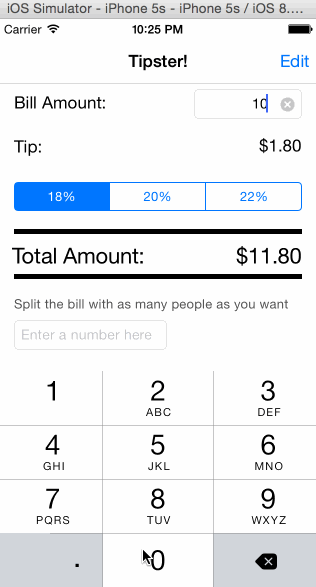 iOS Simulator - iPhone 5s - iPhone 5s / iOS 8....
Carrier 10:25 PM
Tipster! Edit
Bill Amount: 10
Tip: $1.80
18% 20% 22%
Total Amount: $11.80
Split the bill with as many people as you want
Enter a number here
1 2 3
ABC DEF
4 5 6
GHI JKL MNO
7 8 9
PQRS TUV WXYZ
. 0